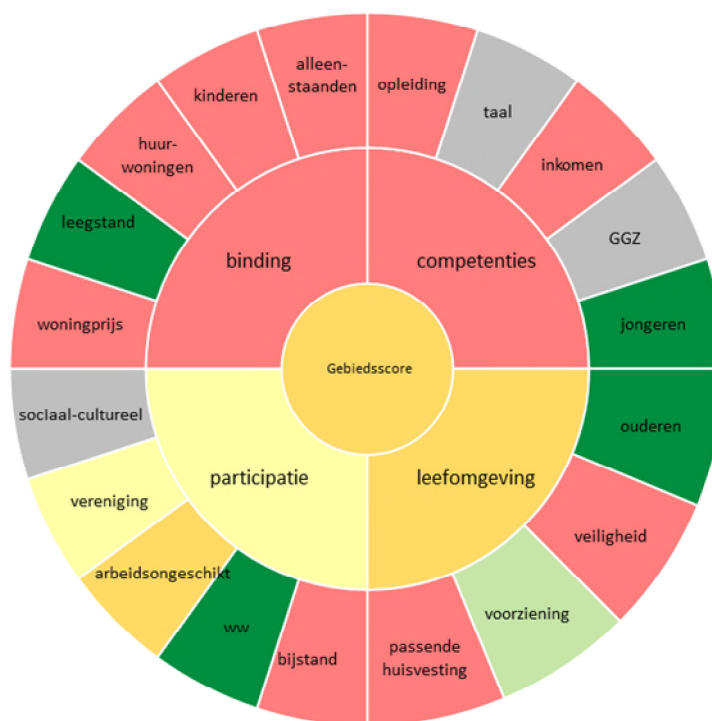 alleen-
staanden
opleiding
taal
inkomen
GGZ
jongeren
ouderen
veiligheid
voorziening
passende
huisvesting
bijstand
ww
arbeidsongeschikt
vereniging
sociaal-cultureel
woningprijs
leegstand
huur-
woningen
kinderen
binding
competenties
Gebiedsscore
participatie
leefomgeving